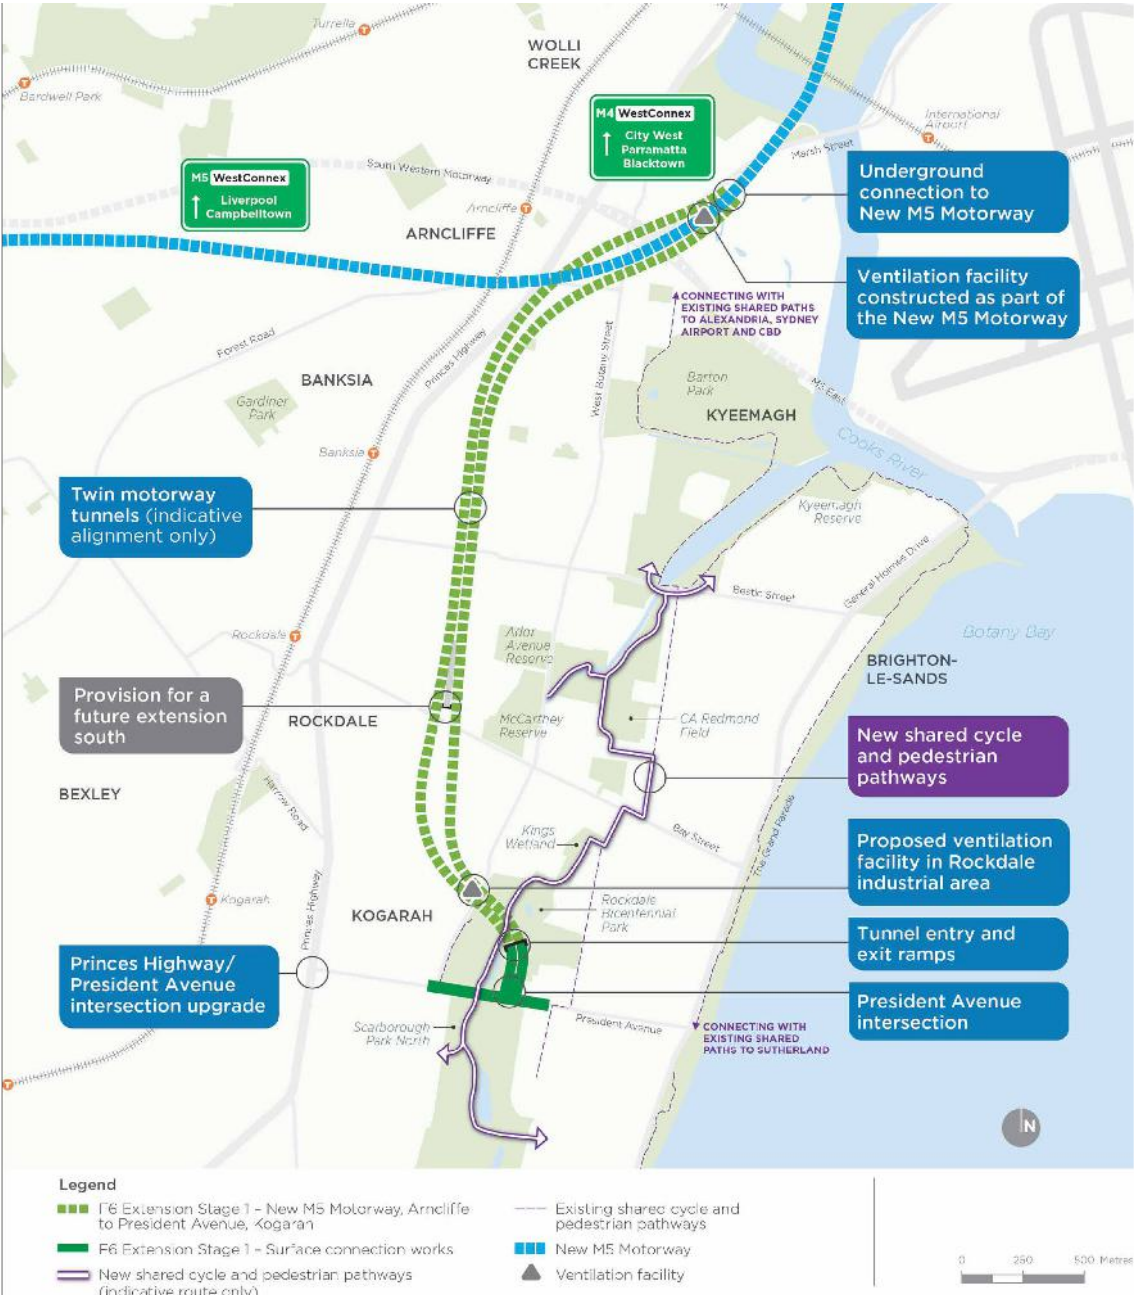 Turrella
WOLLI
CREEK
Bardwell Park
M4 WestConnex
City West
Parramatta
Blacktown
International
Airport
Marsh Street
South Western Motorway
M5 WestConnex
Liverpool
Campbelltown
Underground
connection to
New M5 Motorway
Arncliffe
ARNCLIFFE
Ventilation facility
constructed as part of
the New M5 Motorway
CONNECTING WITH
EXISTING SHARED PATHS
TO ALEXANDRIA, SYDNEY
AIRPORT AND CBD
Forest Road
Princes Highway
West Botany Street
BANKSIA
Barton
Park
M5 East
Gardiner
Park
KYEEMAGH
Cooks River
Banksia
Twin motorway
tunnels (indicative
alignment only)
Kyeemagh
Reserve
General Holmes Drive
Bestic Street
Rockdale
Ador
Avenue
Reserve
Botany Bay
BRIGHTON-
LE-SANDS
Provision for a
future extension
south
ROCKDALE
McCarthey
Reserve
CA Redmond
Field
New shared cycle
and pedestrian
pathways
BEXLEY
Harrow Road
Kings
Wetland
Bay Street
The Grand Parade
Proposed ventilation
facility in Rockdale
industrial area
Kogarah
Princes Highway
KOGARAH
Rockdale
Bicentennial
Park
Tunnel entry and
exit ramps
Princes Highway/
President Avenue
intersection upgrade
President Avenue
intersection
Scarborough
Park North
President Avenue
CONNECTING WITH
EXISTING SHARED
PATHS TO SUTHERLAND
N
Legend
F6 Extension Stage 1 – New M5 Motorway, Arncliffe
to President Avenue, Kogarah
F6 Extension Stage 1 – Surface connection works
New shared cycle and pedestrian pathways
(indicative route only)
Existing shared cycle and
pedestrian pathways
New M5 Motorway
Ventilation facility
0 250 500 Metres